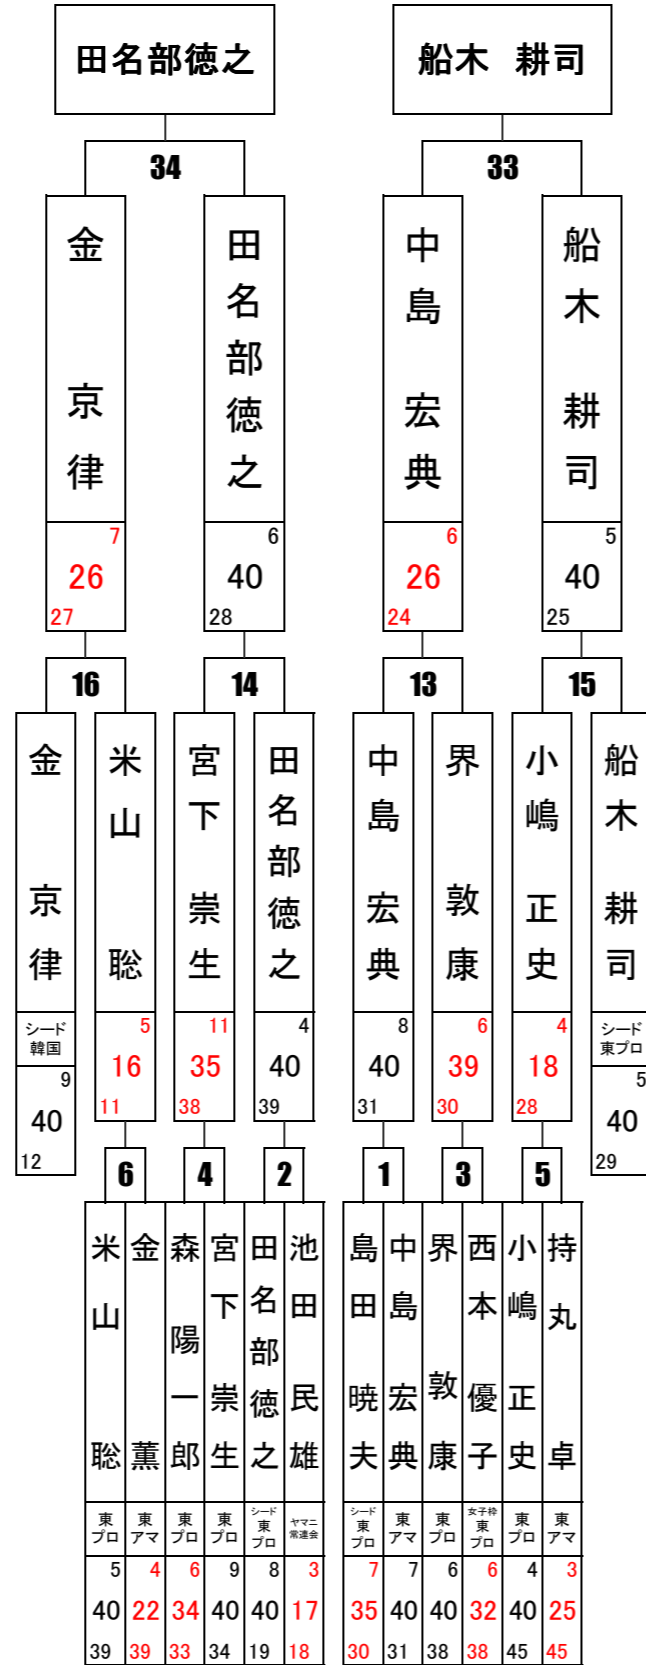 田名部徳之 船木 耕司
34 33
金 京律 田名部徳之 中島 宏典 船木 耕司
7 6 6 5
26 40 26 40
27 28 24 25
16 14 13 15
金 京律 米山 聡 宮下 崇生 田名部徳之 中島 宏典 界 敦康 小嶋 正史 船木 耕司
シード 韓国 5 11 4 8 6 4 シード 東プロ
16 35 40 40 39 18
9 5
40 40
11 38 39 31 30 28
12 29
6 4 2 1 3 5
米山 聡 金 薫 森 陽一郎 宮下 崇生 田名部徳之 池田 民雄 島田 暁夫 中島 宏典 界 敦康 西本 優子 小嶋 正史 持丸 卓
東プロ 東アマ 東プロ 東プロ シード東プロ ヤマニ常連会 シード東プロ 東アマ 東プロ 女子枠東プロ 東プロ 東アマ
5 4 6 9 8 3 7 7 6 6 4 3
40 22 34 40 40 17 35 40 40 32 40 25
39 39 33 34 19 18 30 31 38 38 45 45